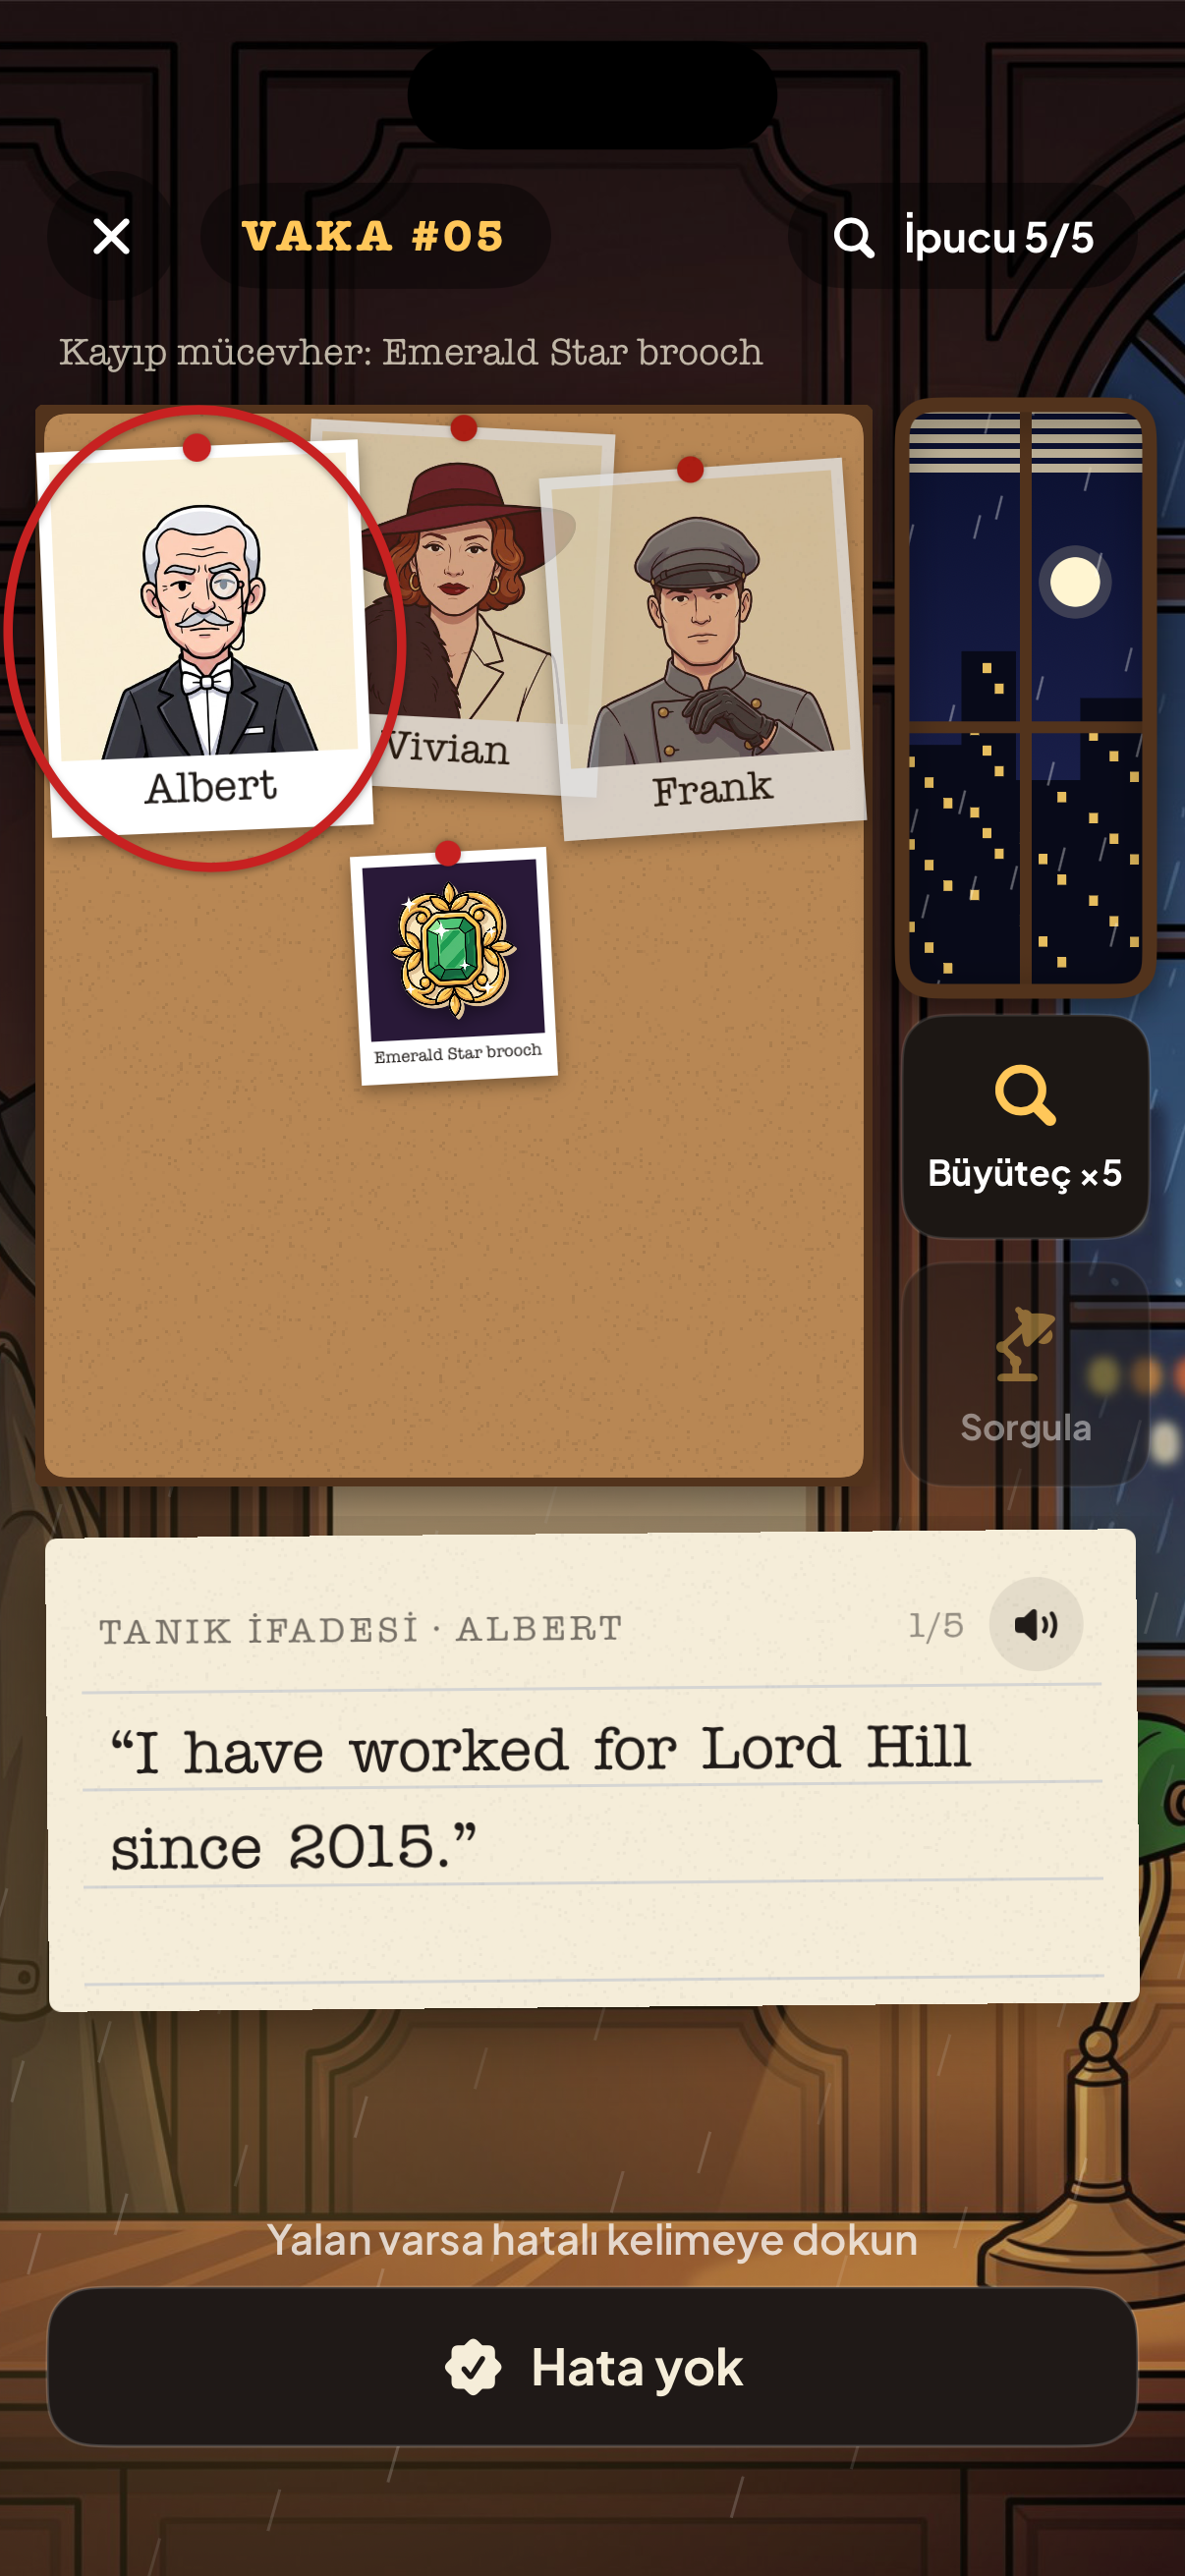 VAKA #05
İpucu 5/5
Kayıp mücevher: Emerald Star brooch
Albert
Vivian
Frank
Emerald Star brooch
Büyüteç ×5
Sorgula
TANIK İFADESİ · ALBERT
1/5
“I have worked for Lord Hill
since 2015.”
Yalan varsa hatalı kelimeye dokun
Hata yok